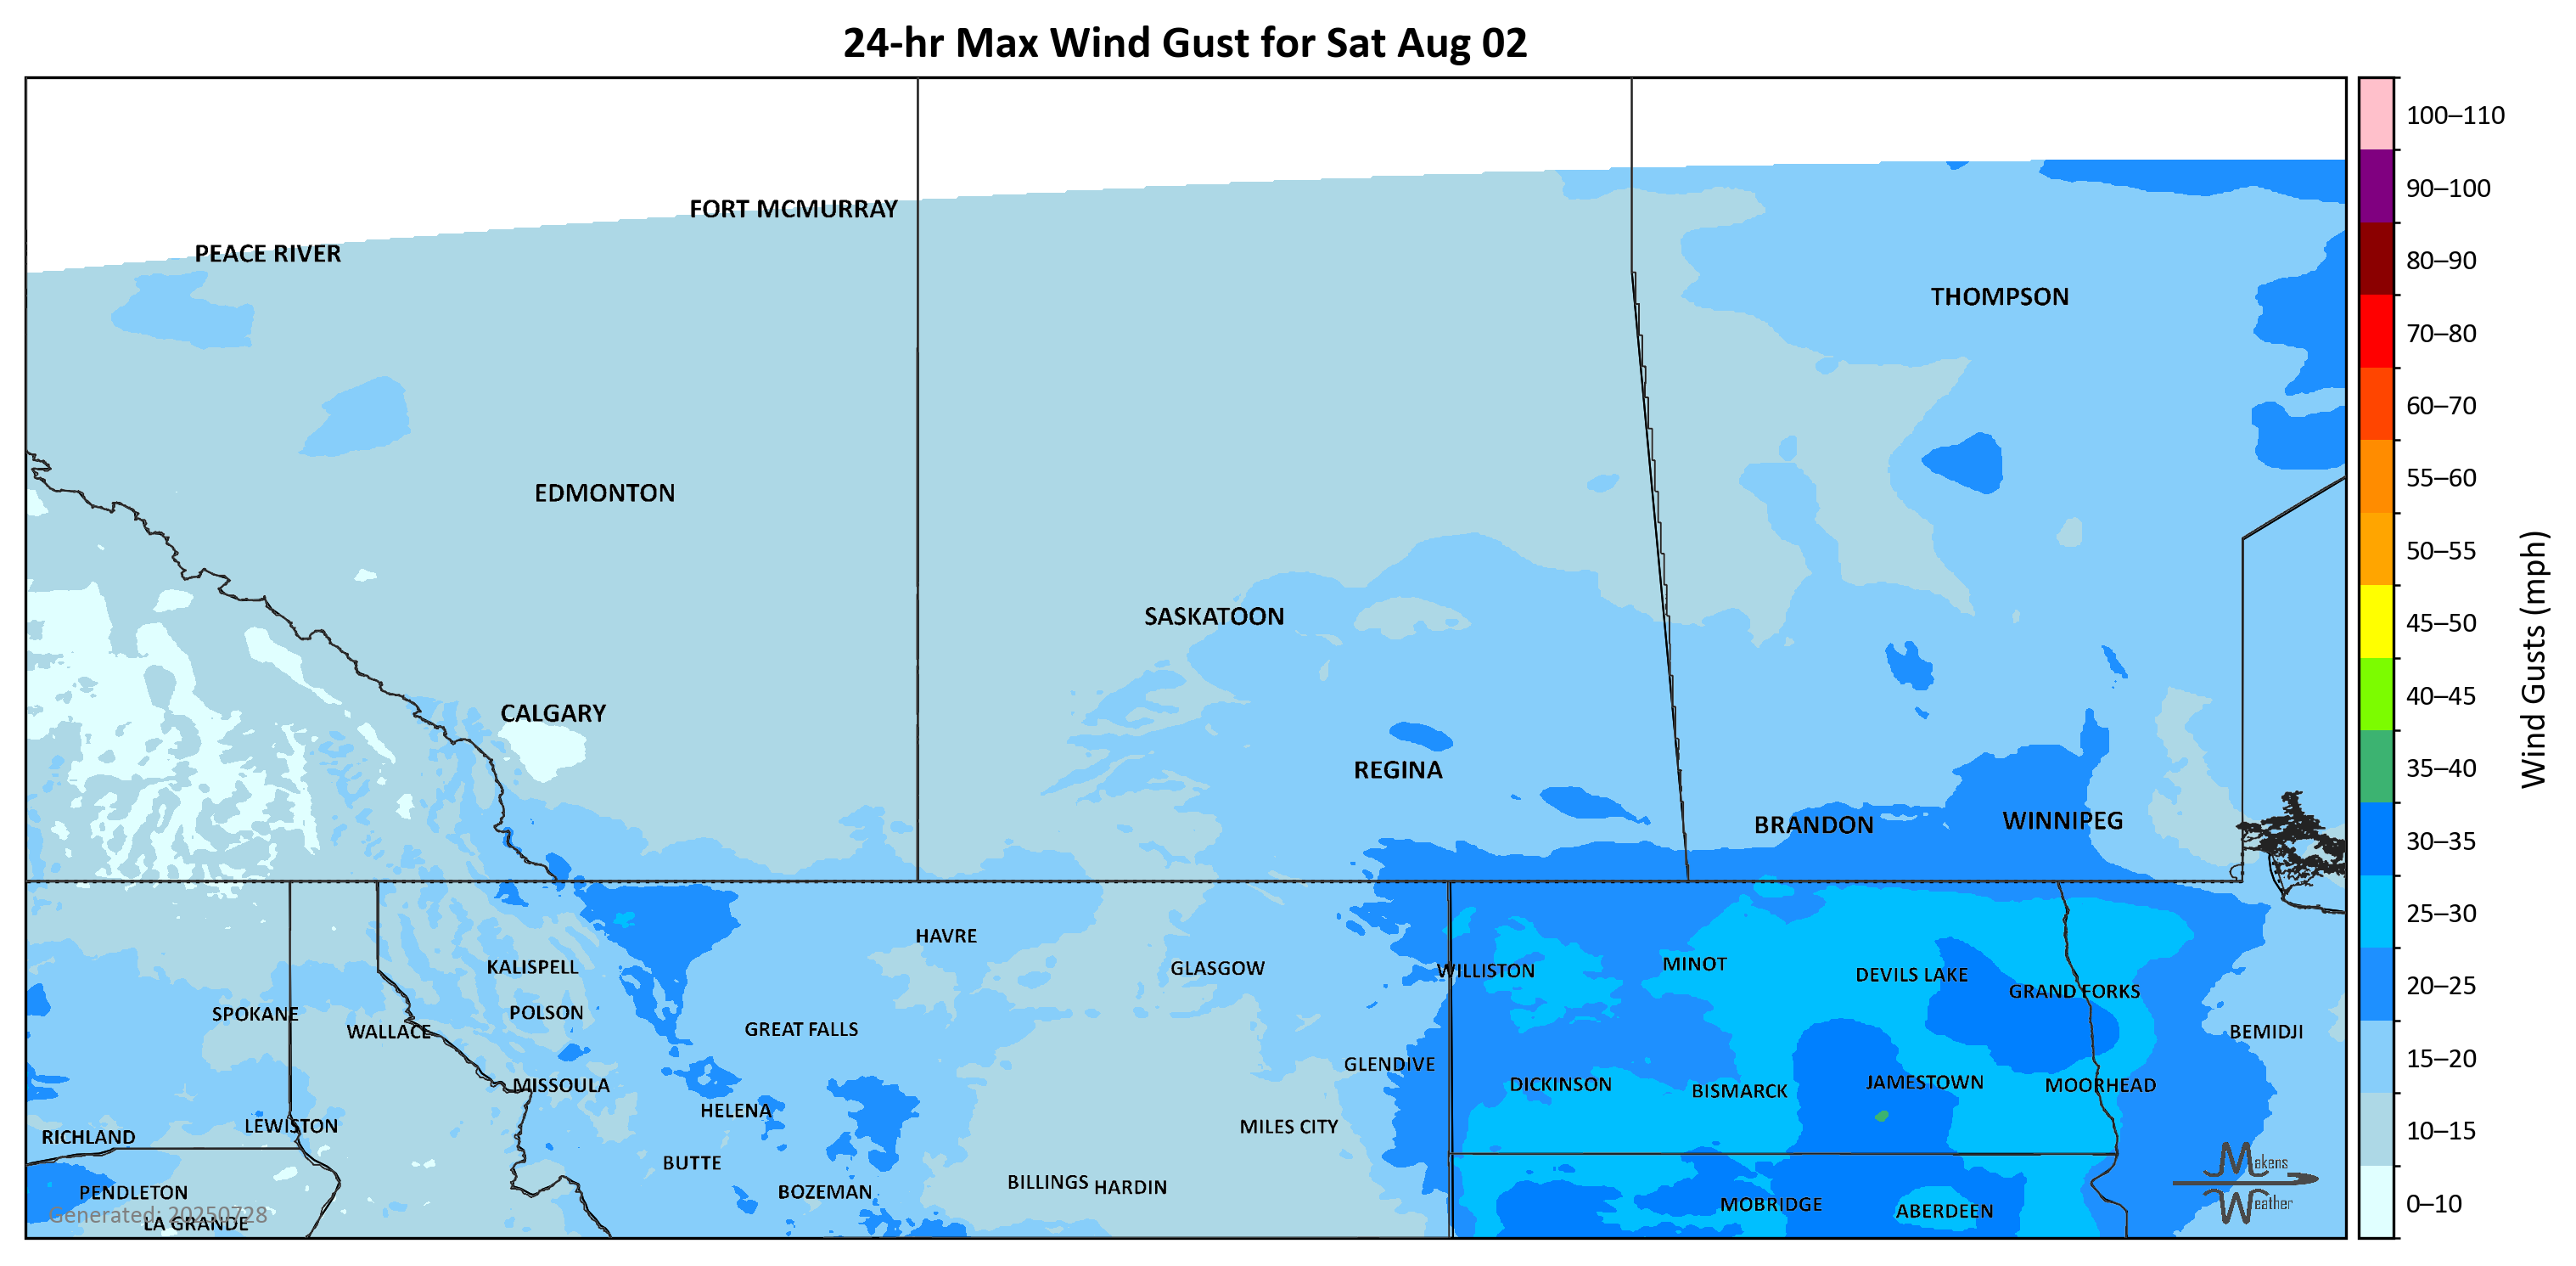 24-hr Max Wind Gust for Sat Aug 02
100–110
90–100
80–90
70–80
60–70
55–60
50–55
45–50
40–45
35–40
30–35
25–30
20–25
15–20
10–15
0–10
Wind Gusts (mph)
FORT MCMURRAY
PEACE RIVER
THOMPSON
EDMONTON
SASKATOON
CALGARY
REGINA
BRANDON
WINNIPEG
HAVRE
KALISPELL
GLASGOW
WILLISTON
MINOT
DEVILS LAKE
GRAND FORKS
SPOKANE
POLSON
WALLACE
GREAT FALLS
BEMIDJI
GLENDIVE
MISSOULA
DICKINSON
BISMARCK
JAMESTOWN
MOORHEAD
HELENA
LEWISTON
MILES CITY
RICHLAND
BUTTE
BILLINGS
HARDIN
PENDLETON
BOZEMAN
MOBRIDGE
ABERDEEN
LA GRANDE
Generated: 20250728
Makens
Weather